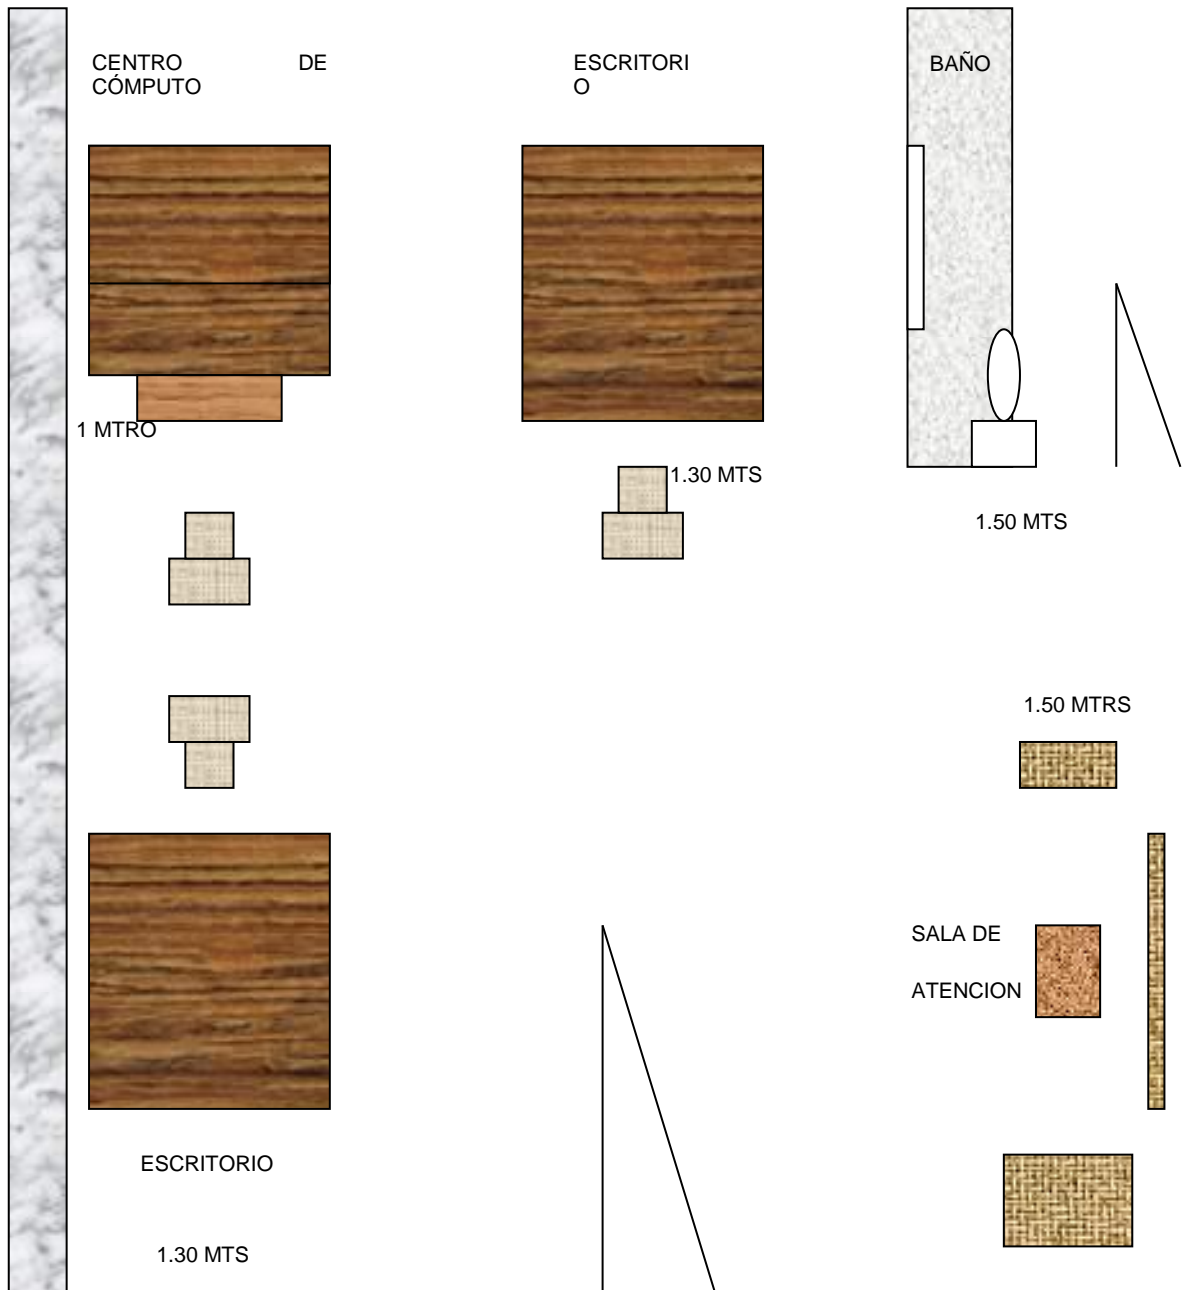 CENTRO DE
CÓMPUTO
ESCRITORI
O
BAÑO
1 MTRO
1.30 MTS
1.50 MTS
1.50 MTRS
SALA DE
ATENCION
ESCRITORIO
1.30 MTS